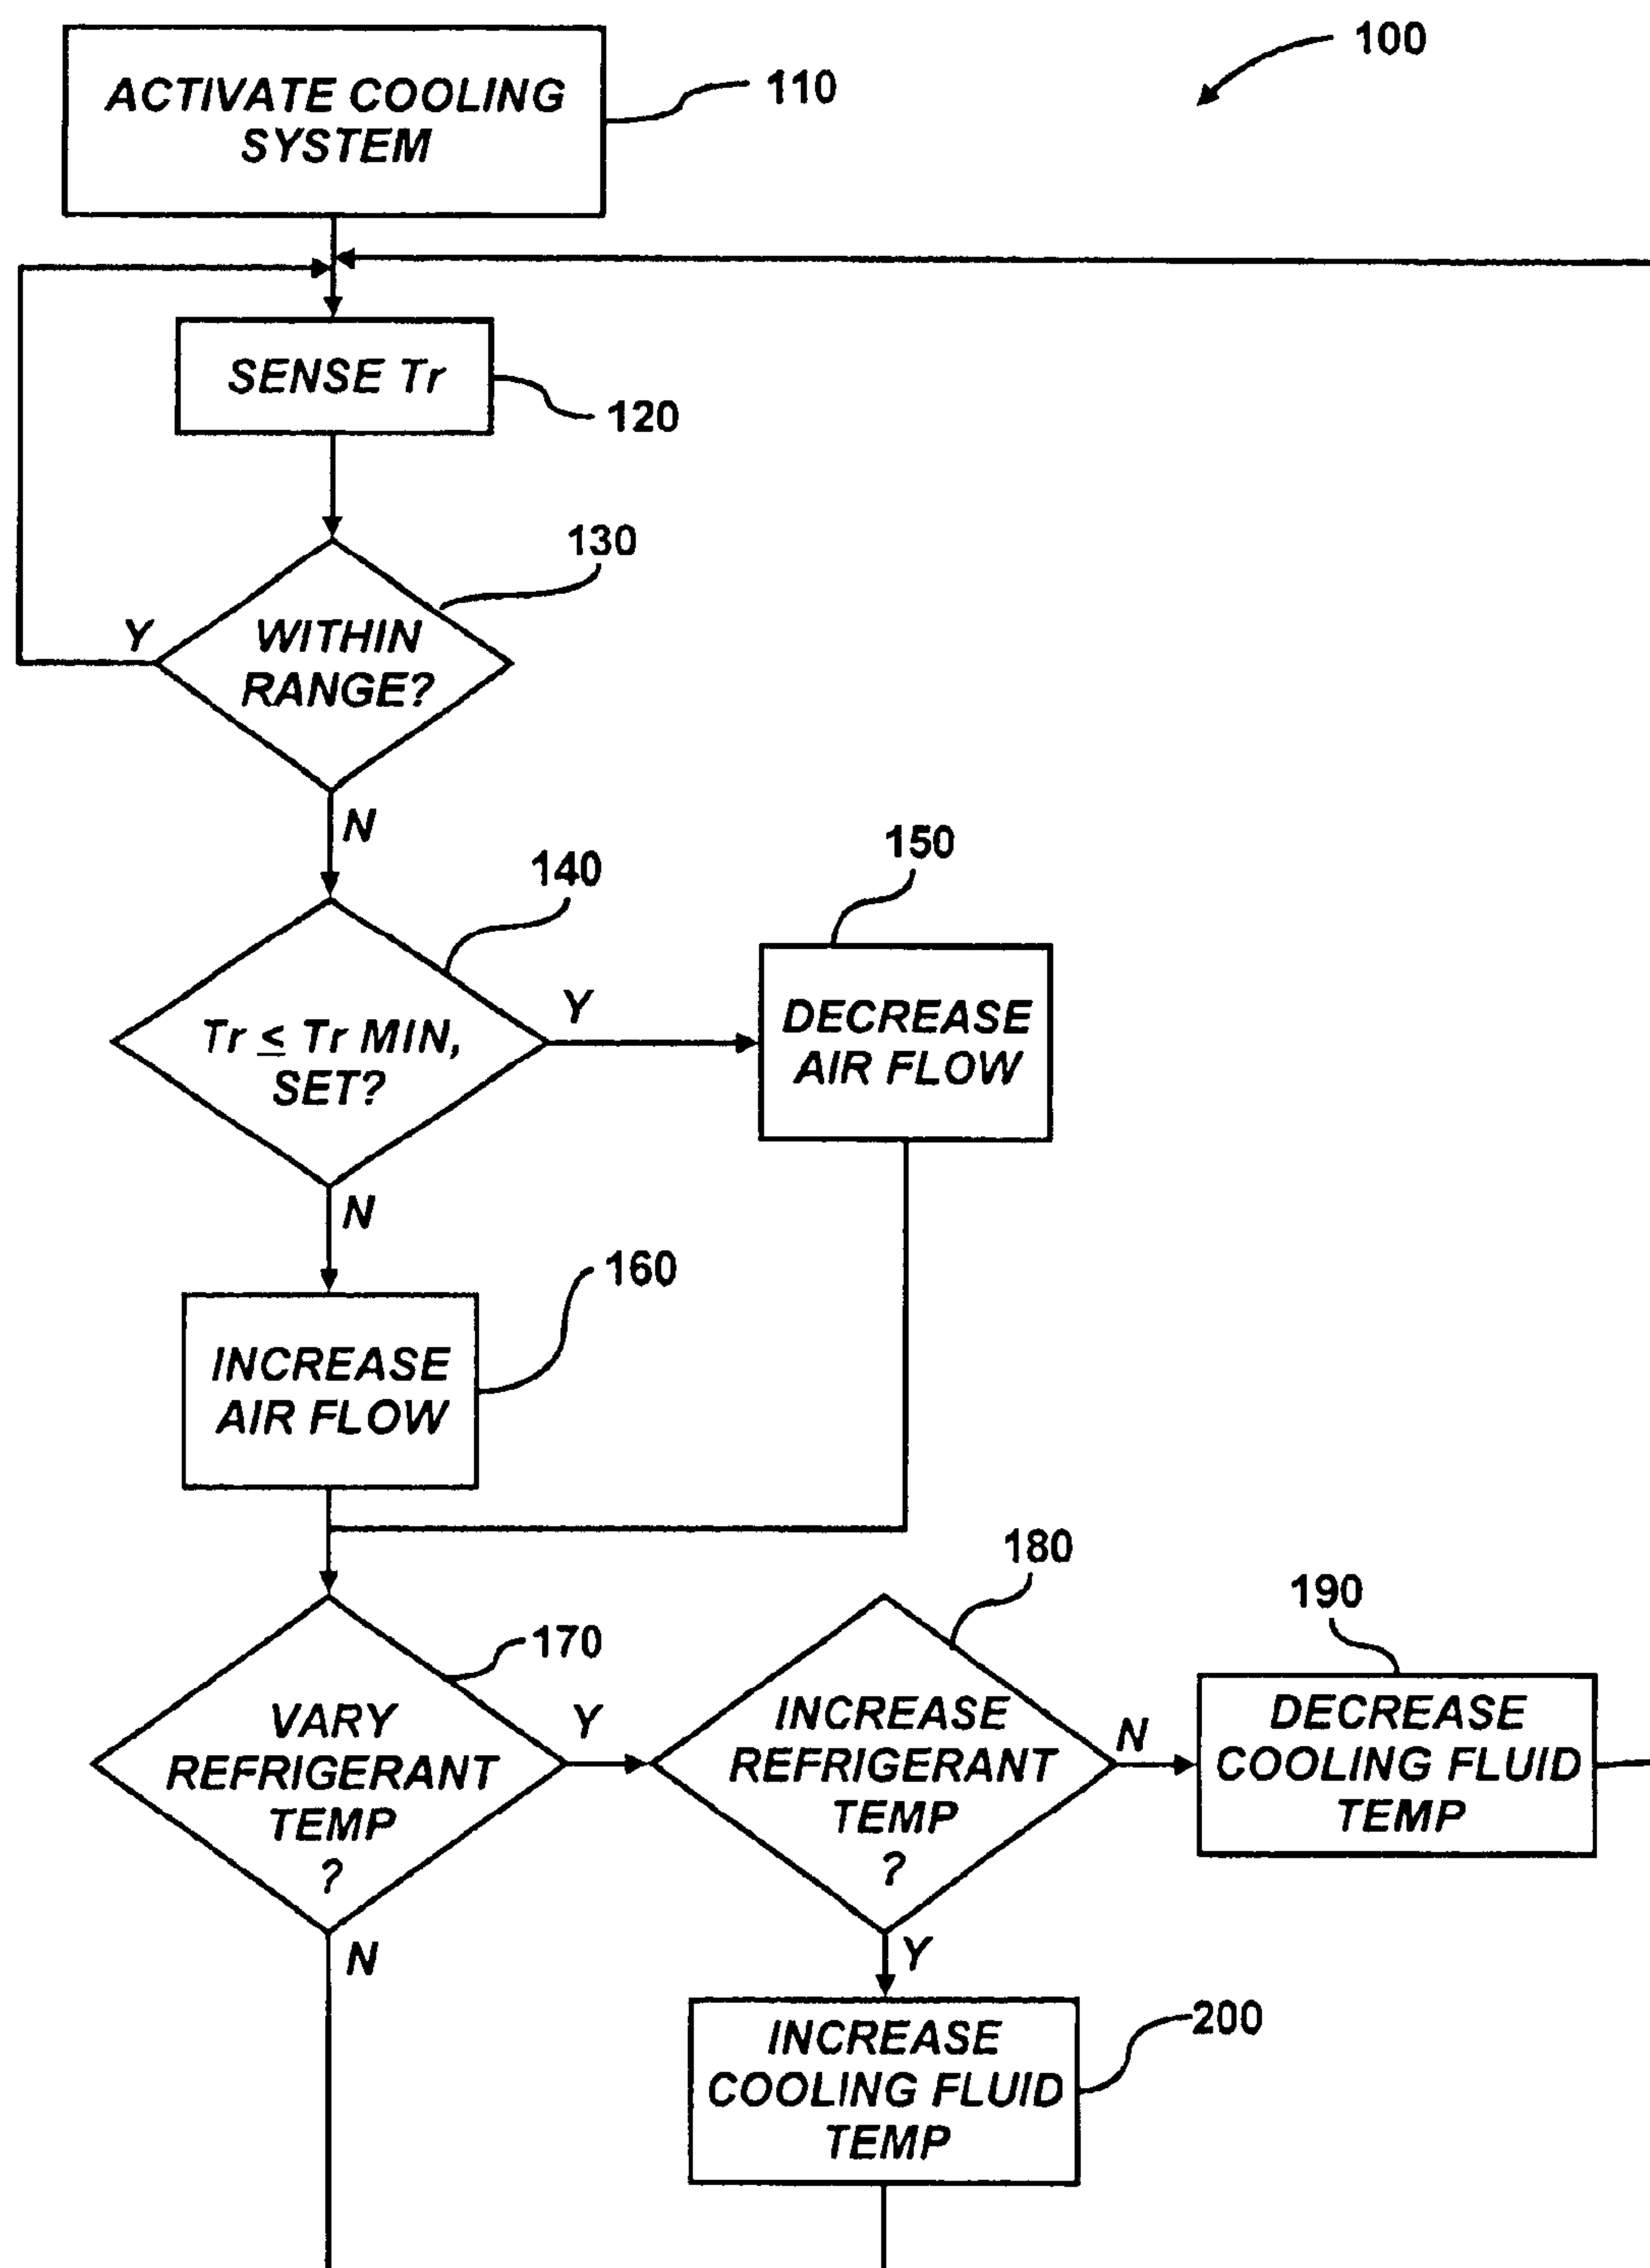 100
ACTIVATE COOLING
SYSTEM
110
SENSE Tr
120
130
Y
WITHIN
RANGE?
N
140
150
Tr ≤ Tr MIN,
SET?
Y
DECREASE
AIR FLOW
N
160
INCREASE
AIR FLOW
170
180
190
VARY
REFRIGERANT
TEMP
?
Y
INCREASE
REFRIGERANT
TEMP
?
N
DECREASE
COOLING FLUID
TEMP
N
Y
200
INCREASE
COOLING FLUID
TEMP